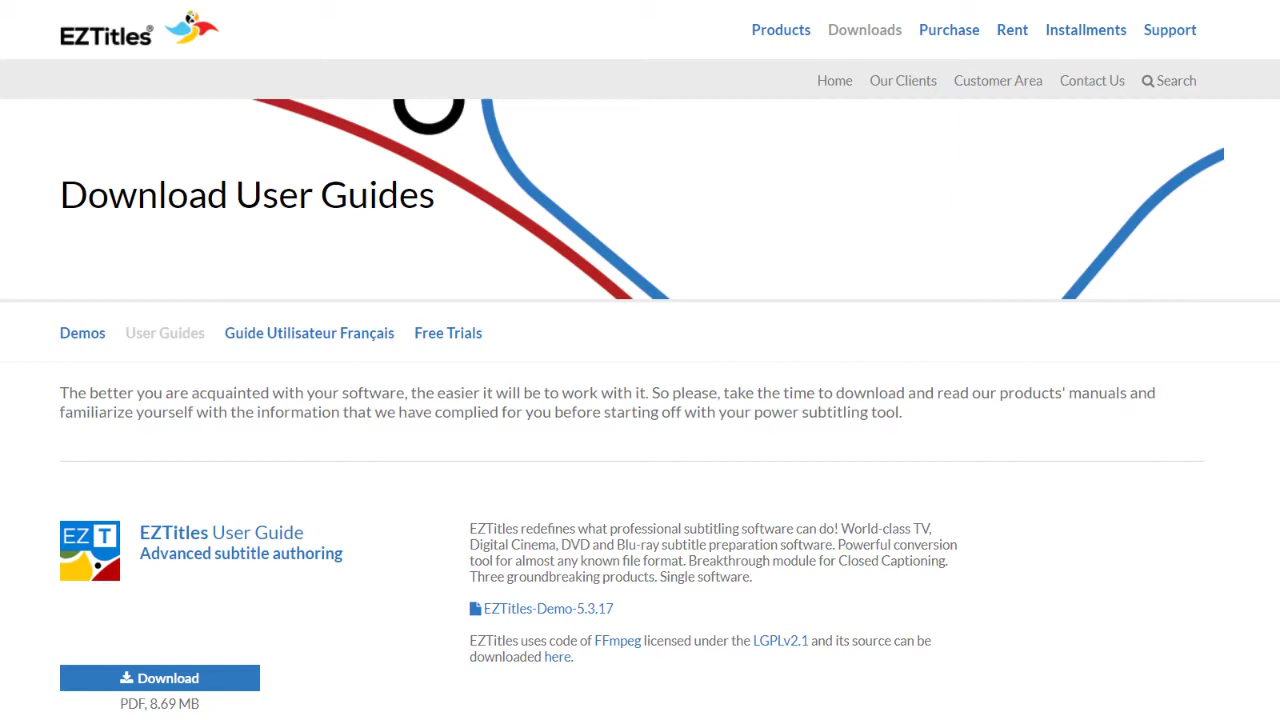 EZTitles®
Products Downloads Purchase Rent Installments Support
Home Our Clients Customer Area Contact Us Search
Download User Guides
Demos User Guides Guide Utilisateur Français Free Trials
The better you are acquainted with your software, the easier it will be to work with it. So please, take the time to download and read our products' manuals and
familiarize yourself with the information that we have complied for you before starting off with your power subtitling tool.
EZ T
EZTitles User Guide
Advanced subtitle authoring
EZTitles redefines what professional subtitling software can do! World-class TV,
Digital Cinema, DVD and Blu-ray subtitle preparation software. Powerful conversion
tool for almost any known file format. Breakthrough module for Closed Captioning.
Three groundbreaking products. Single software.
EZTitles-Demo-5.3.17
EZTitles uses code of FFmpeg licensed under the LGPLv2.1 and its source can be
downloaded here.
Download
PDF, 8.69 MB